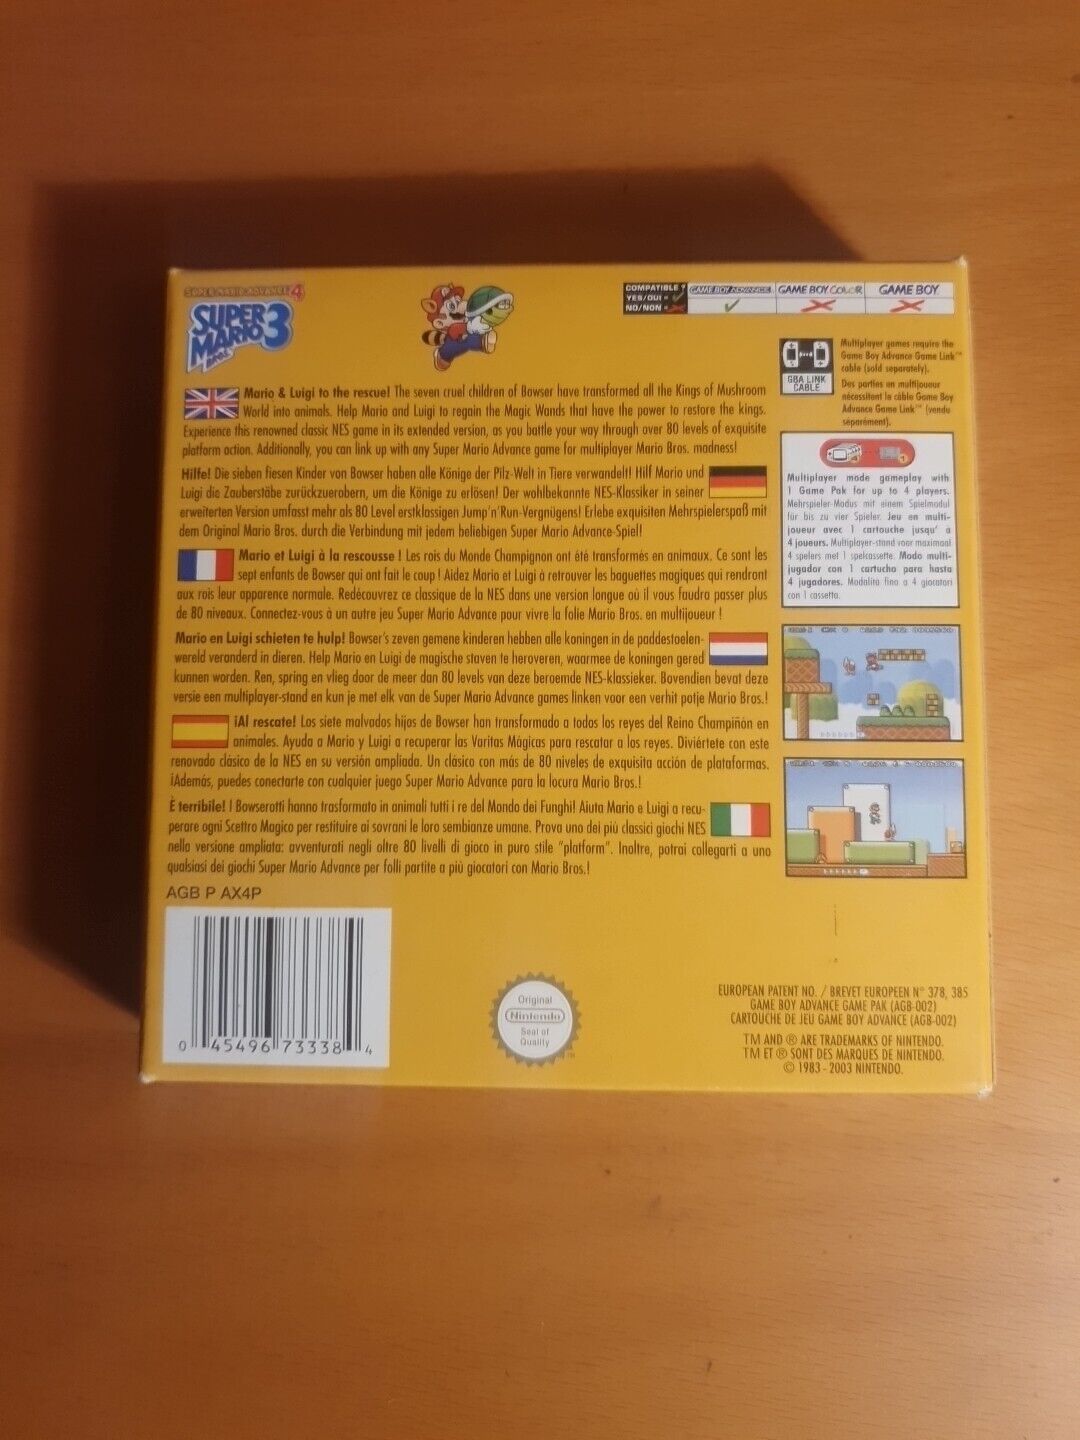 SUPER MARIO ADVANCE 4
SUPER
MARIO 3
BROS.
COMPATIBLE ?
YES/OUI = ✓
NO/NON = ✗
GAME BOY ADVANCE
GAME BOY COLOR
GAME BOY
GBA LINK
CABLE
Multiplayer games require the
Game Boy Advance Game Link™
cable (sold separately).
Des parties en multijoueur
nécessitent le câble Game Boy
Advance Game Link™ (vendu
séparément).
Mario & Luigi to the rescue! The seven cruel children of Bowser have transformed all the Kings of Mushroom
World into animals. Help Mario and Luigi to regain the Magic Wands that have the power to restore the kings.
Experience this renowned classic NES game in its extended version, as you battle your way through over 80 levels of exquisite
platform action. Additionally, you can link up with any Super Mario Advance game for multiplayer Mario Bros. madness!
Hilfe! Die sieben fiesen Kinder von Bowser haben alle Könige der Pilz-Welt in Tiere verwandelt! Hilf Mario und
Luigi die Zauberstäbe zurückzuerobern, um die Könige zu erlösen! Der wohlbekannte NES-Klassiker in seiner
erweiterten Version umfasst mehr als 80 Level erstklassigen Jump'n'Run-Vergnügens! Erlebe exquisiten Mehrspielerspaß mit
dem Original Mario Bros. durch die Verbindung mit jedem beliebigen Super Mario Advance-Spiel!
Mario et Luigi à la rescousse ! Les rois du Monde Champignon ont été transformés en animaux. Ce sont les
sept enfants de Bowser qui ont fait le coup ! Aidez Mario et Luigi à retrouver les baguettes magiques qui rendront
aux rois leur apparence normale. Redécouvrez ce classique de la NES dans une version longue où il vous faudra passer plus
de 80 niveaux. Connectez-vous à un autre jeu Super Mario Advance pour vivre la folie Mario Bros. en multijoueur !
Mario en Luigi schieten te hulp! Bowser's zeven gemene kinderen hebben alle koningen in de paddestoelen-
wereld veranderd in dieren. Help Mario en Luigi de magische staven te heroveren, waarmee de koningen gered
kunnen worden. Ren, spring en vlieg door de meer dan 80 levels van deze beroemde NES-klassieker. Bovendien bevat deze
versie een multiplayer-stand en kun je met elk van de Super Mario Advance games linken voor een verhit potje Mario Bros.!
¡Al rescate! Los siete malvados hijos de Bowser han transformado a todos los reyes del Reino Champiñón en
animales. Ayuda a Mario y Luigi a recuperar las Varitas Mágicas para rescatar a los reyes. Diviértete con este
renovado clásico de la NES en su versión ampliada. Un clásico con más de 80 niveles de exquisita acción de plataformas.
¡Además, puedes conectarte con cualquier juego Super Mario Advance para la locura Mario Bros.!
È terribile! I Bowserotti hanno trasformato in animali tutti i re del Mondo dei Funghi! Aiuta Mario e Luigi a recu-
perare ogni Scettro Magico per restituire ai sovrani le loro sembianze umane. Prova uno dei più classici giochi NES
nella versione ampliata: avventurati negli oltre 80 livelli di gioco in puro stile "platform". Inoltre, potrai collegarti a uno
qualsiasi dei giochi Super Mario Advance per folli partite a più giocatori con Mario Bros.!
Multiplayer mode gameplay with
1 Game Pak for up to 4 players.
Mehrspieler-Modus mit einem Spielmodul
für bis zu vier Spieler. Jeu en multi-
joueur avec 1 cartouche jusqu' à
4 joueurs. Multiplayer-stand voor maximaal
4 spelers met 1 spelcassette. Modo multi-
jugador con 1 cartucho para hasta
4 jugadores. Modalità fino a 4 giocatori
con 1 cassetta.
AGB P AX4P
0 45496 73338 4
Original
Nintendo
Seal of
Quality
TM
EUROPEAN PATENT NO. / BREVET EUROPEEN N° 378, 385
GAME BOY ADVANCE GAME PAK (AGB-002)
CARTOUCHE DE JEU GAME BOY ADVANCE (AGB-002)
TM AND ® ARE TRADEMARKS OF NINTENDO.
TM ET ® SONT DES MARQUES DE NINTENDO.
© 1983 - 2003 NINTENDO.